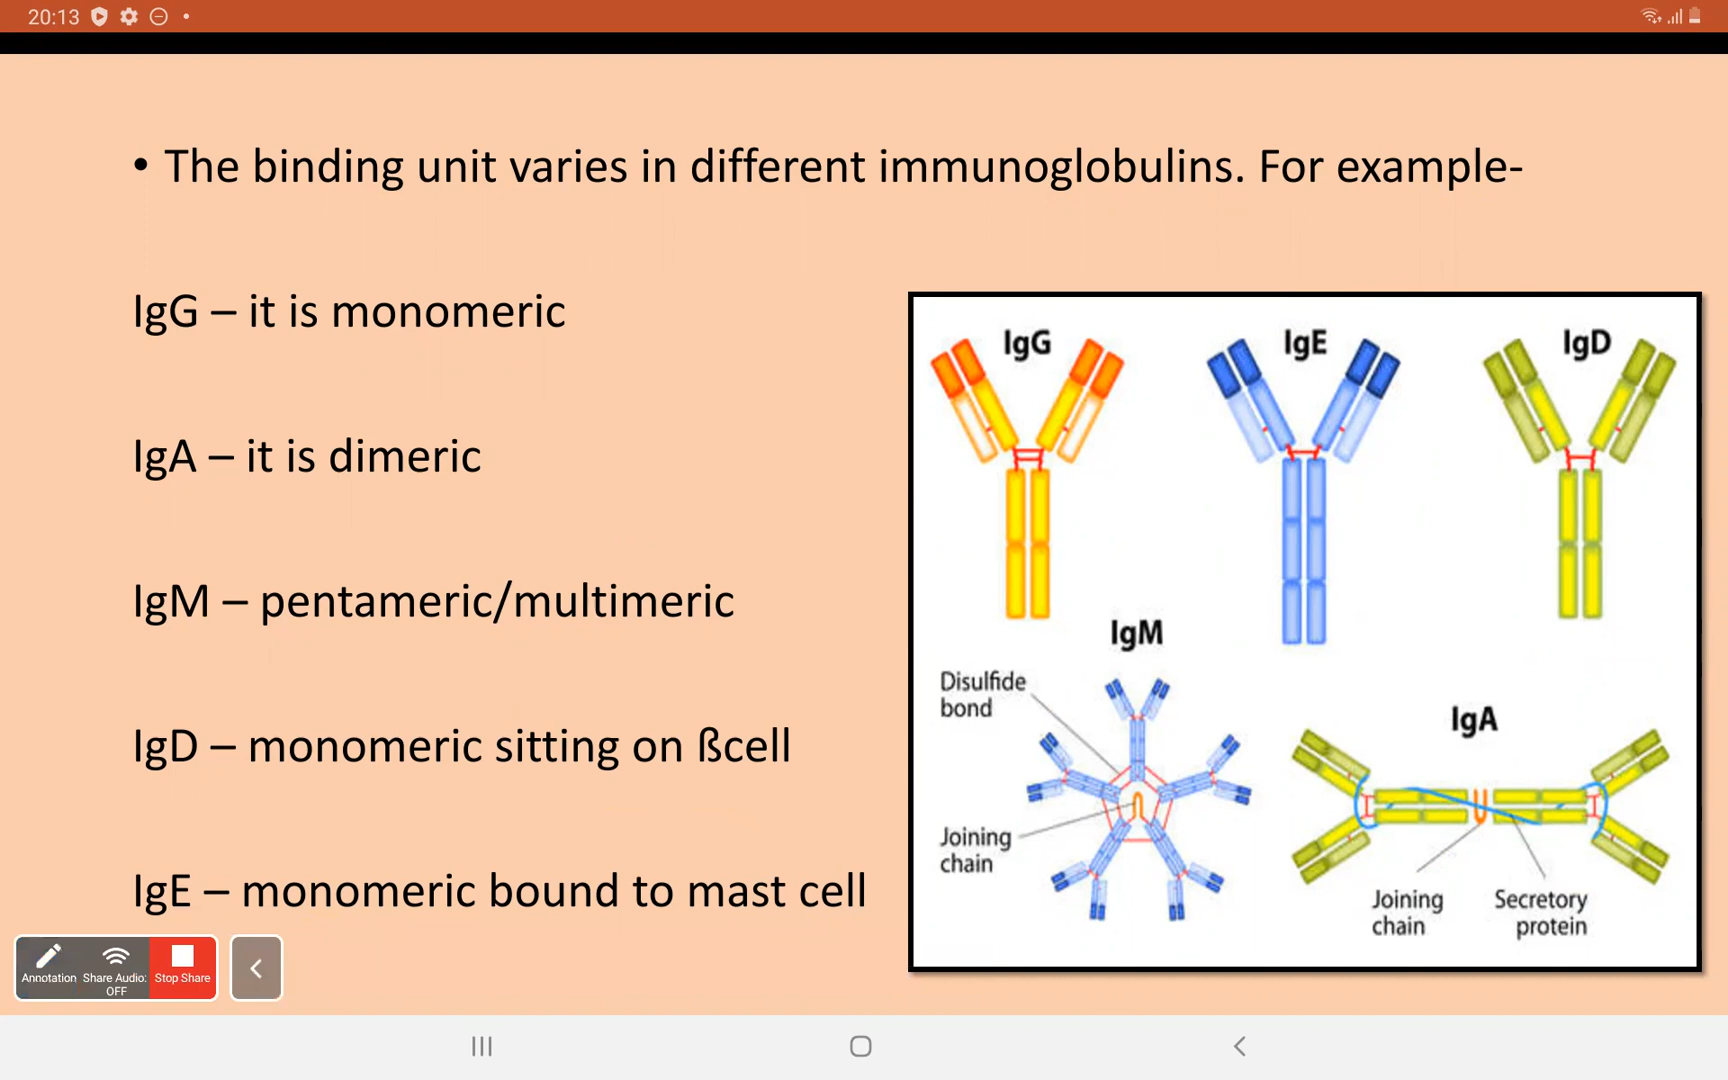 20:13
• The binding unit varies in different immunoglobulins. For example-
IgG – it is monomeric
IgA – it is dimeric
IgM – pentameric/multimeric
IgD – monomeric sitting on ßcell
IgE – monomeric bound to mast cell
IgG
IgE
IgD
IgM
Disulfide
bond
Joining
chain
IgA
Joining
chain
Secretory
protein
Annotation
Share Audio:
OFF
Stop Share